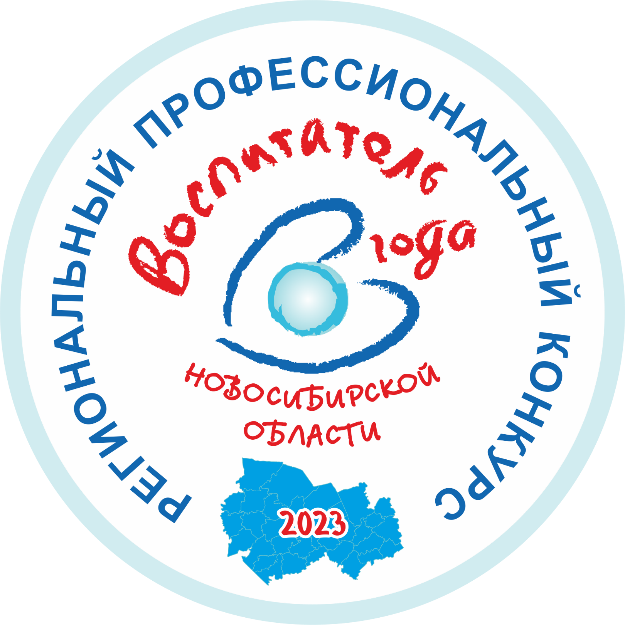 РЕГИОНАЛЬНЫЙ ПРОФЕССИОНАЛЬНЫЙ КОНКУРС
Воспитатель
года
НОВОСИБИРСКОЙ
ОБЛАСТИ
2023